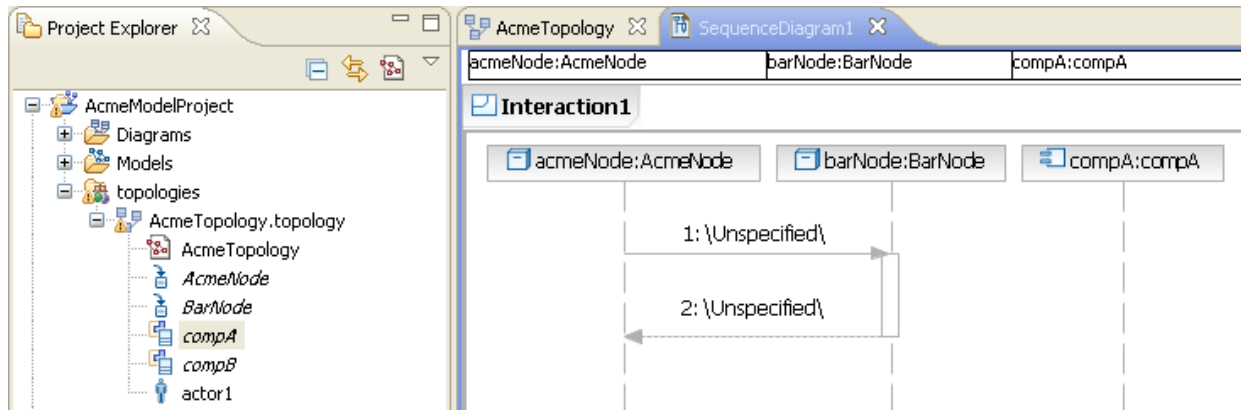 Project Explorer
AcmeModelProject
Diagrams
Models
topologies
AcmeTopology.topology
AcmeTopology
AcmeNode
BarNode
compA
compB
actor1
AcmeTopology SequenceDiagram1
acmeNode:AcmeNode barNode:BarNode compA:compA
Interaction1
acmeNode:AcmeNode barNode:BarNode compA:compA
1: \Unspecified\
2: \Unspecified\